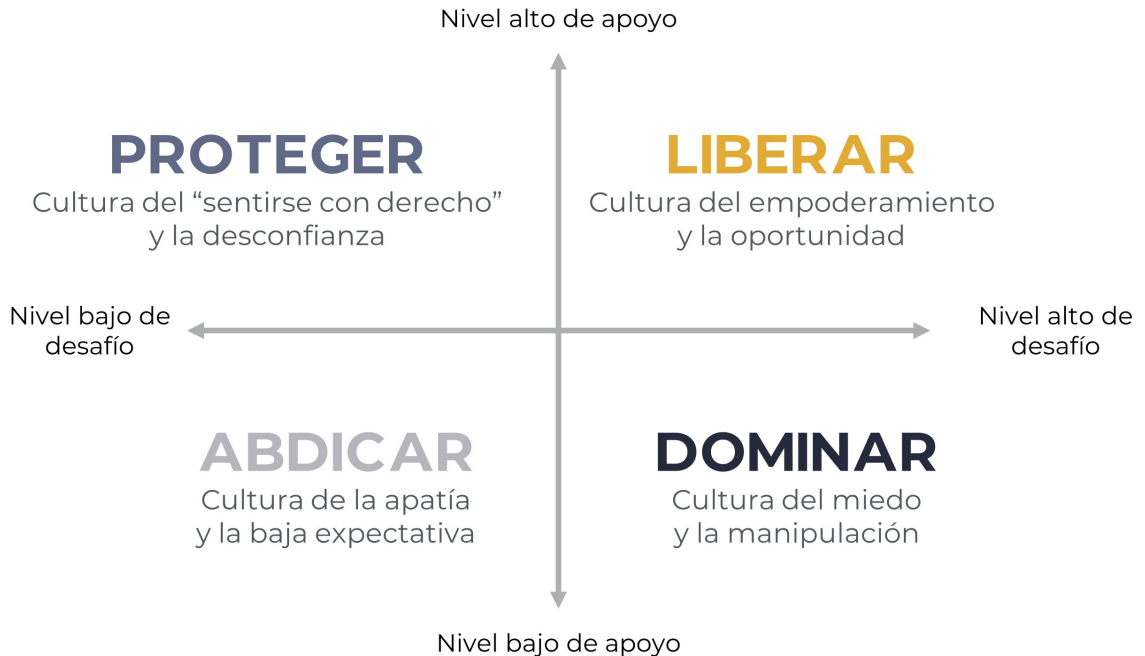 Nivel alto de apoyo
PROTEGER
Cultura del “sentirse con derecho”
y la desconfianza
LIBERAR
Cultura del empoderamiento
y la oportunidad
Nivel bajo de
desafío
Nivel alto de
desafío
ABDICAR
Cultura de la apatía
y la baja expectativa
DOMINAR
Cultura del miedo
y la manipulación
Nivel bajo de apoyo